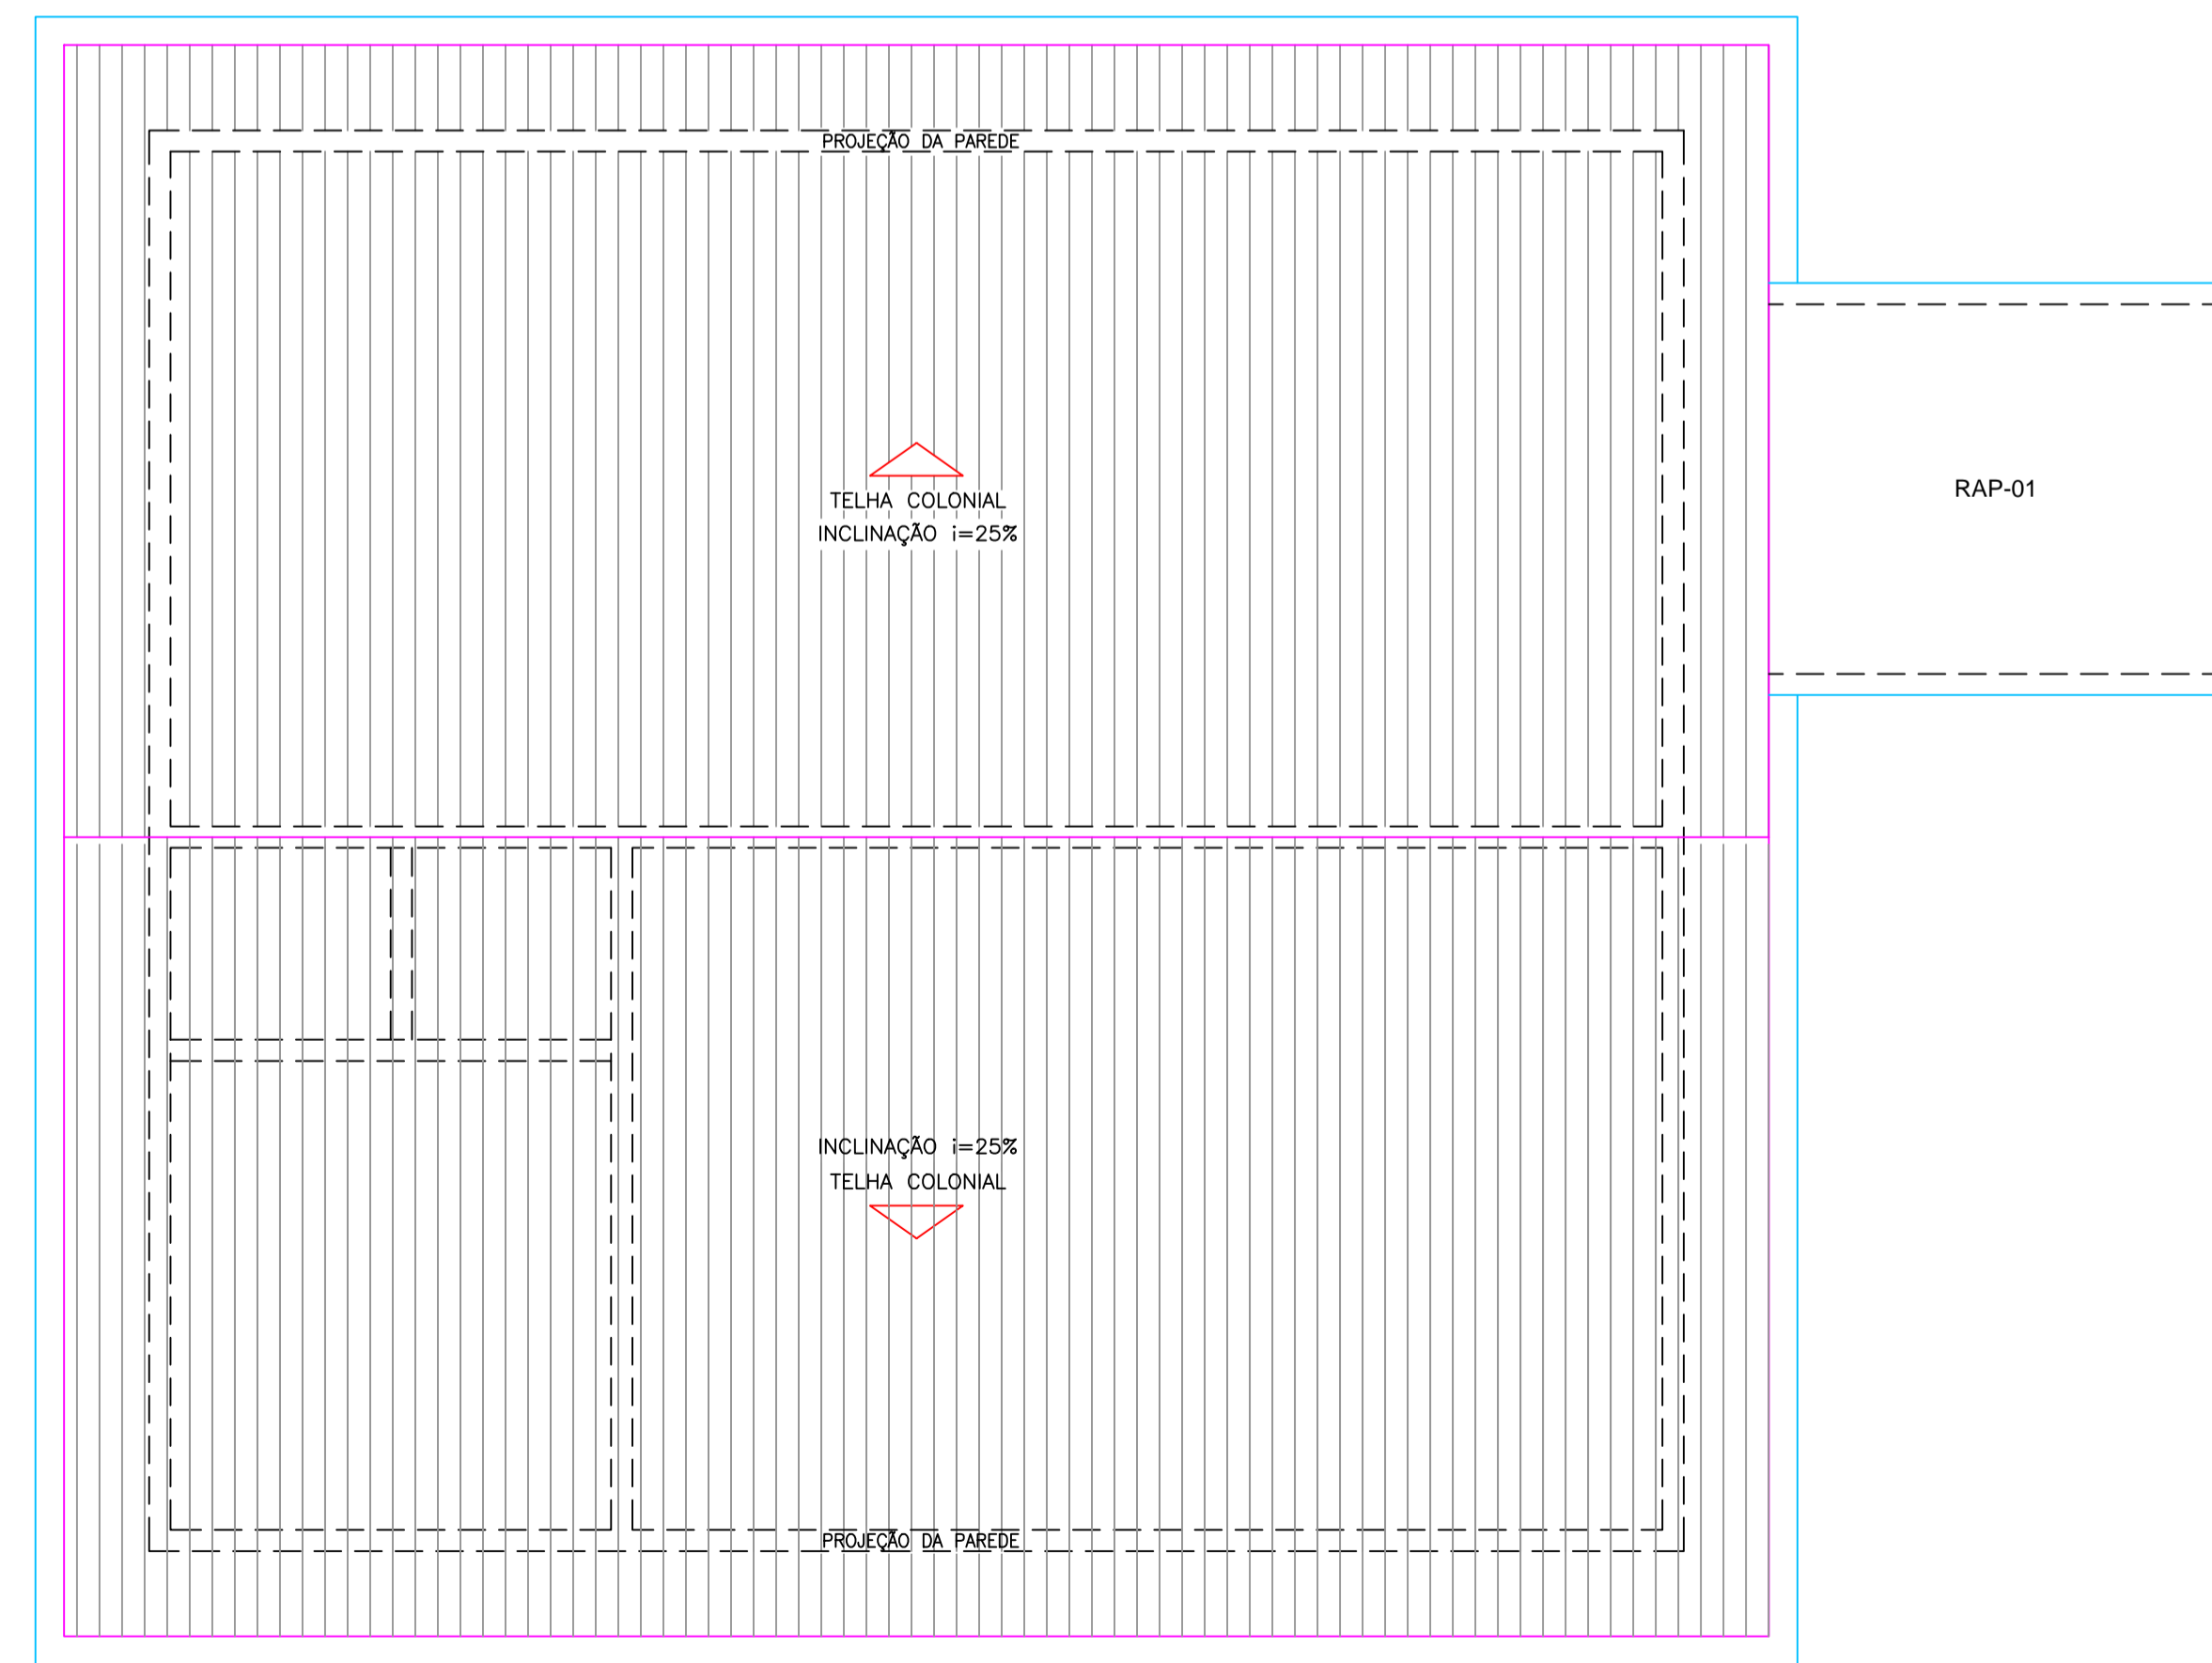 PROJEÇÃO DA PAREDE
TELHA COLONIAL
INCLINAÇÃO i=25%
RAP-01
INCLINAÇÃO i=25%
TELHA COLONIAL
PROJEÇÃO DA PAREDE